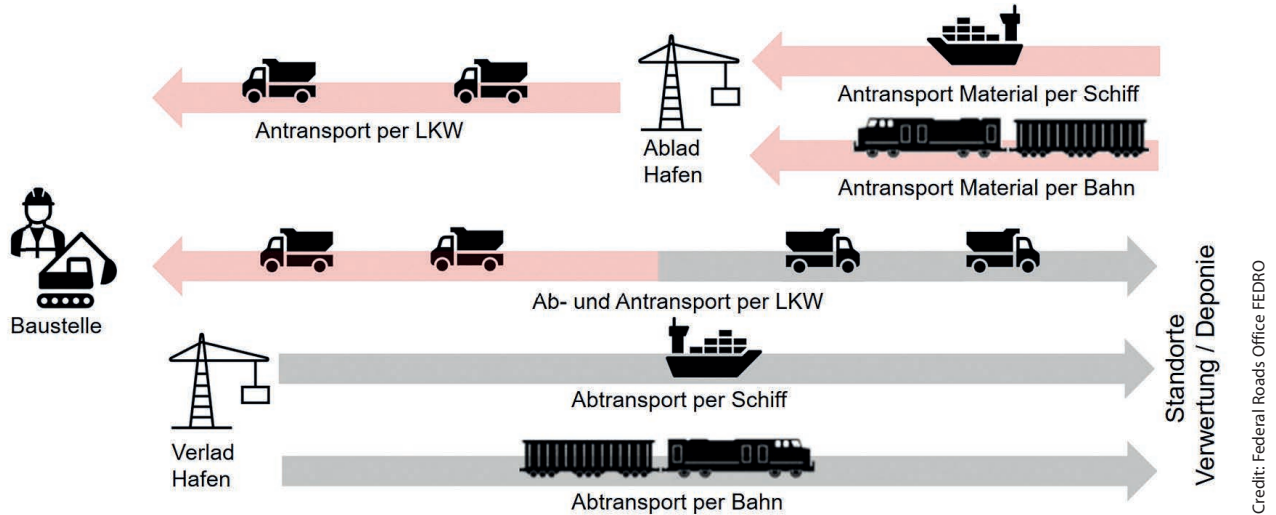 Antransport Material per Schiff
Antransport per LKW
Ablad
Hafen
Antransport Material per Bahn
Baustelle
Ab- und Antransport per LKW
Standorte
Verwertung / Deponie
Abtransport per Schiff
Verlad
Hafen
Abtransport per Bahn
Credit: Federal Roads Office FEDRO